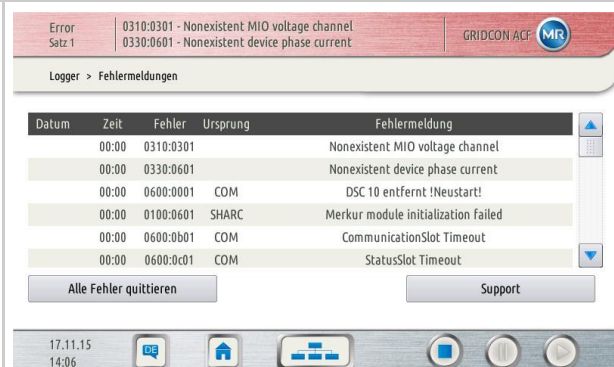 Error
Satz 1
0310:0301 - Nonexistent MIO voltage channel
0330:0601 - Nonexistent device phase current
GRIDCON ACF MR
Logger > Fehlermeldungen
Datum Zeit Fehler Ursprung Fehlermeldung
00:00 0310:0301 Nonexistent MIO voltage channel
00:00 0330:0601 Nonexistent device phase current
00:00 0600:0001 COM DSC 10 entfernt !Neustart!
00:00 0100:0601 SHARC Merkur module initialization failed
00:00 0600:0b01 COM CommunicationSlot Timeout
00:00 0600:0c01 COM StatusSlot Timeout
Alle Fehler quittieren Support
17.11.15
14:06
DE